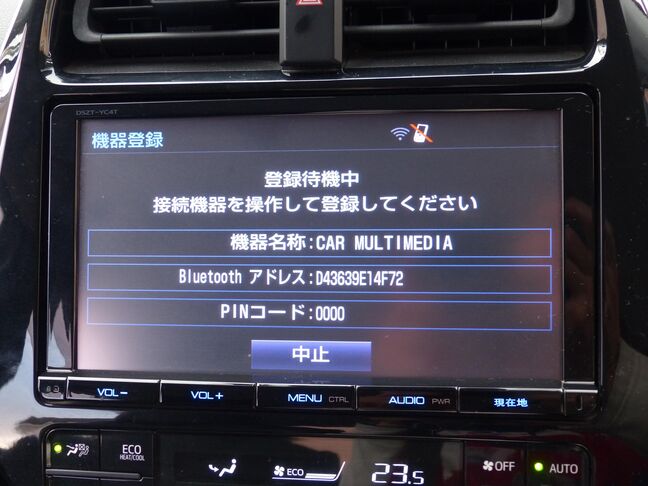 DSZT-YC4T
機器登録
登録待機中
接続機器を操作して登録してください
機器名称:CAR MULTIMEDIA
Bluetooth アドレス:D43639E14F72
PINコード:0000
中止
VOL− VOL+ MENU CTRL AUDIO PWR 現在地
ECO HEAT/COOL
ECO 23.5 OFF AUTO